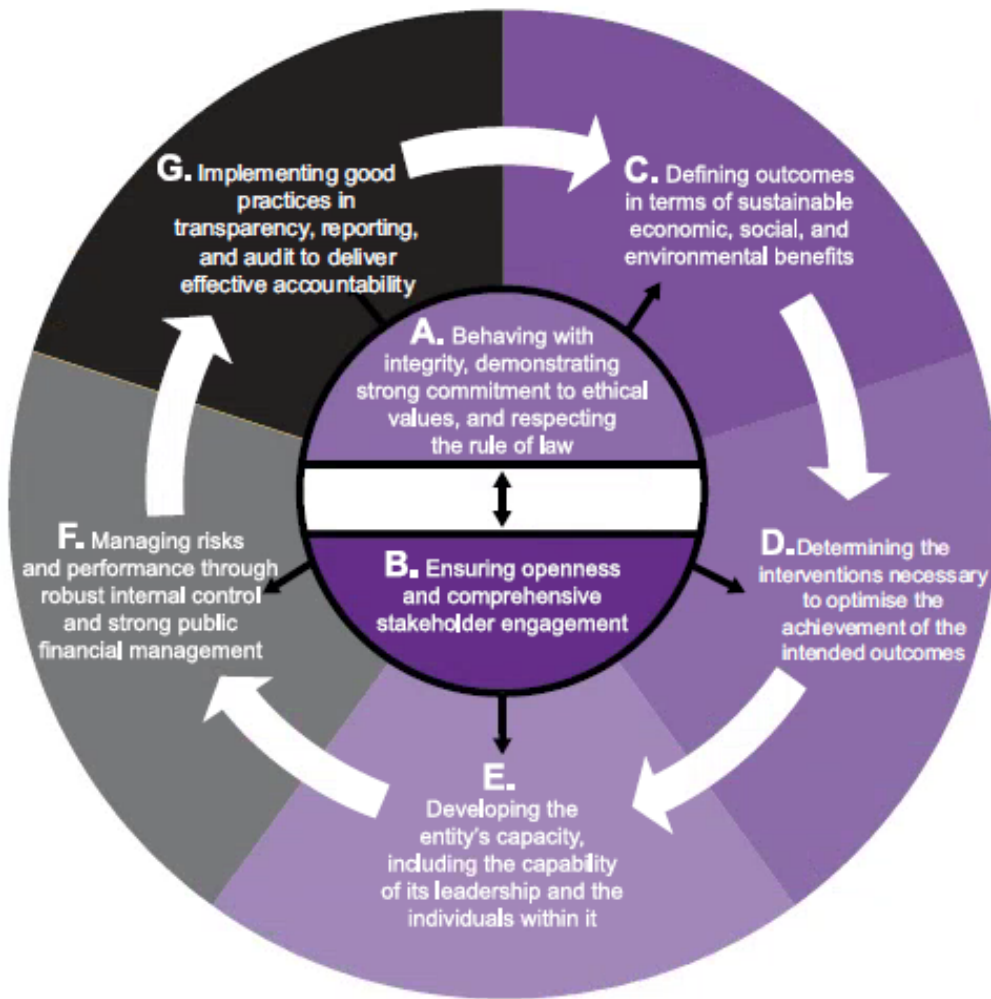 G. Implementing good
practices in
transparency, reporting,
and audit to deliver
effective accountability
C. Defining outcomes
in terms of sustainable
economic, social, and
environmental benefits
A. Behaving with
integrity, demonstrating
strong commitment to ethical
values, and respecting
the rule of law
B. Ensuring openness
and comprehensive
stakeholder engagement
D. Determining the
interventions necessary
to optimise the
achievement of the
intended outcomes
E.
Developing the
entity's capacity,
including the capability
of its leadership and the
individuals within it
F. Managing risks
and performance through
robust internal control
and strong public
financial management